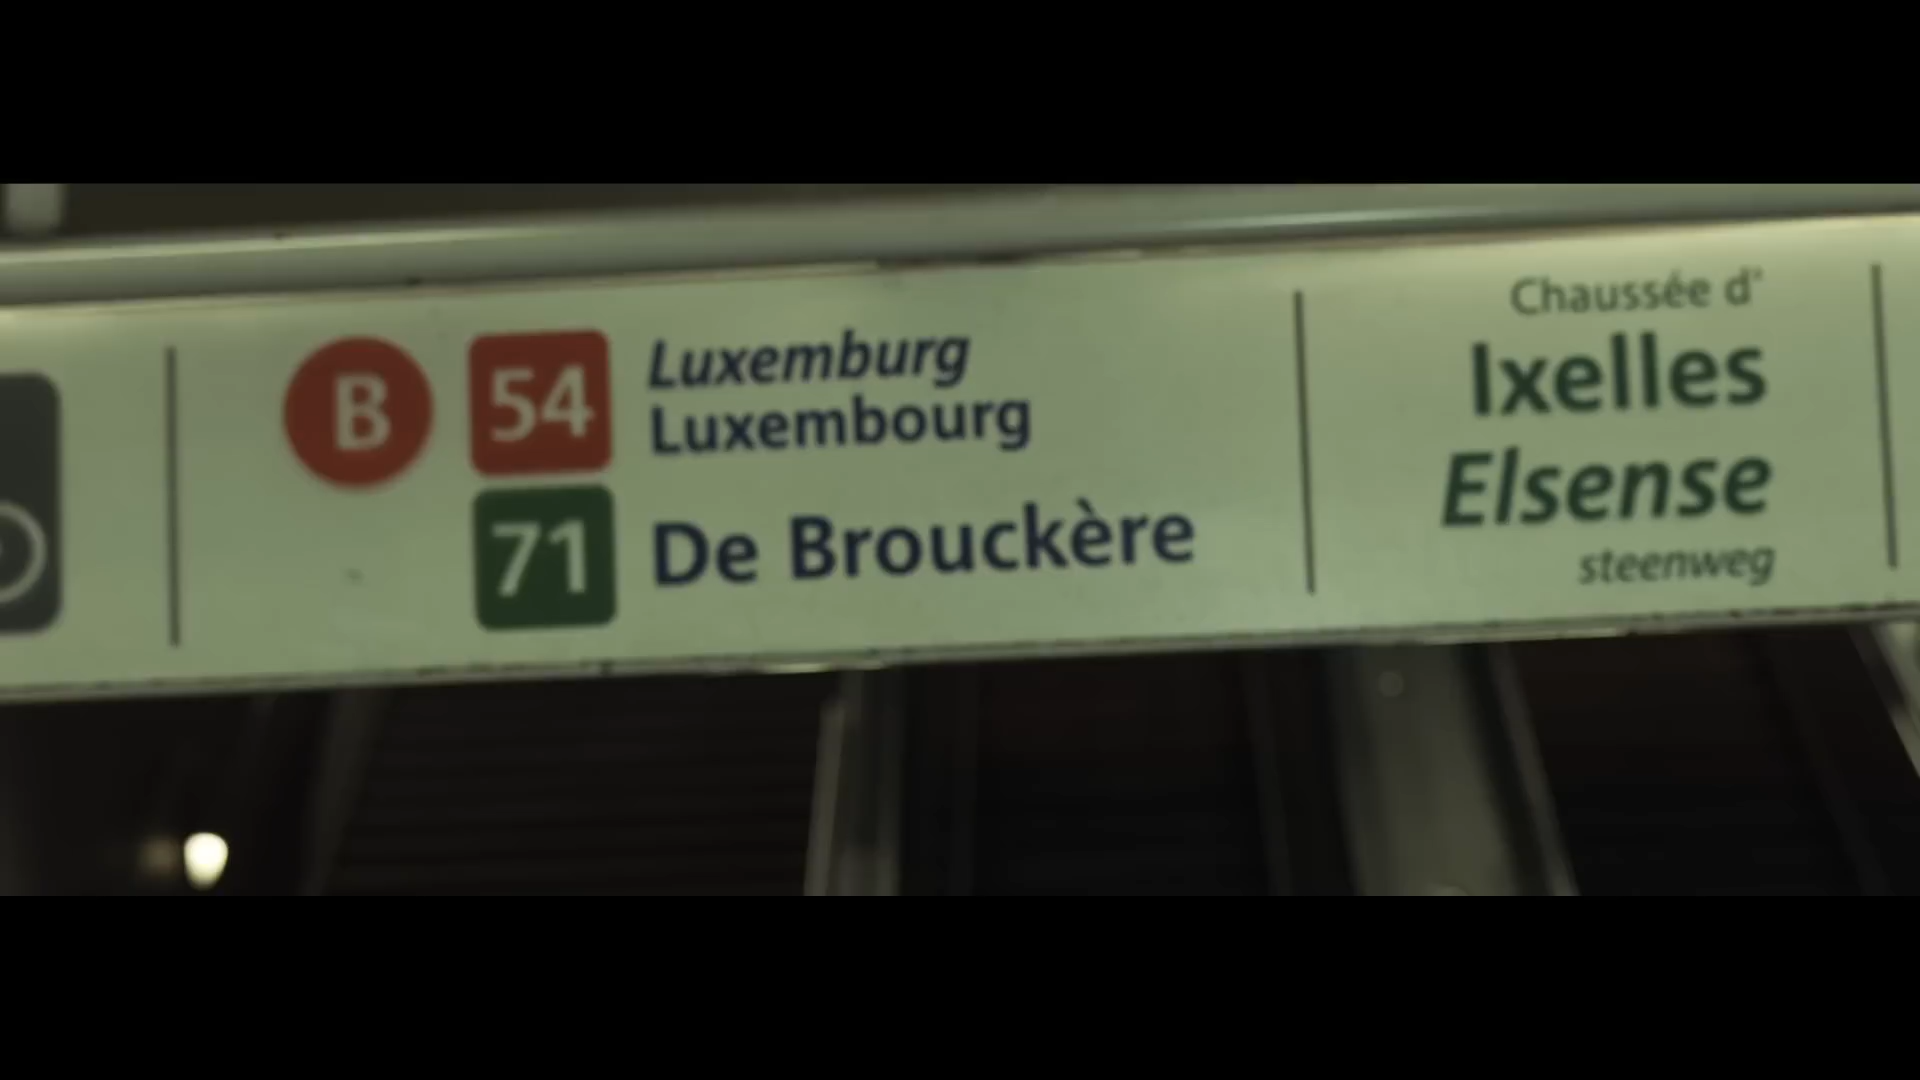 B 54 Luxemburg
Luxembourg
71 De Brouckère
Chaussée d'
Ixelles
Elsense
steenweg